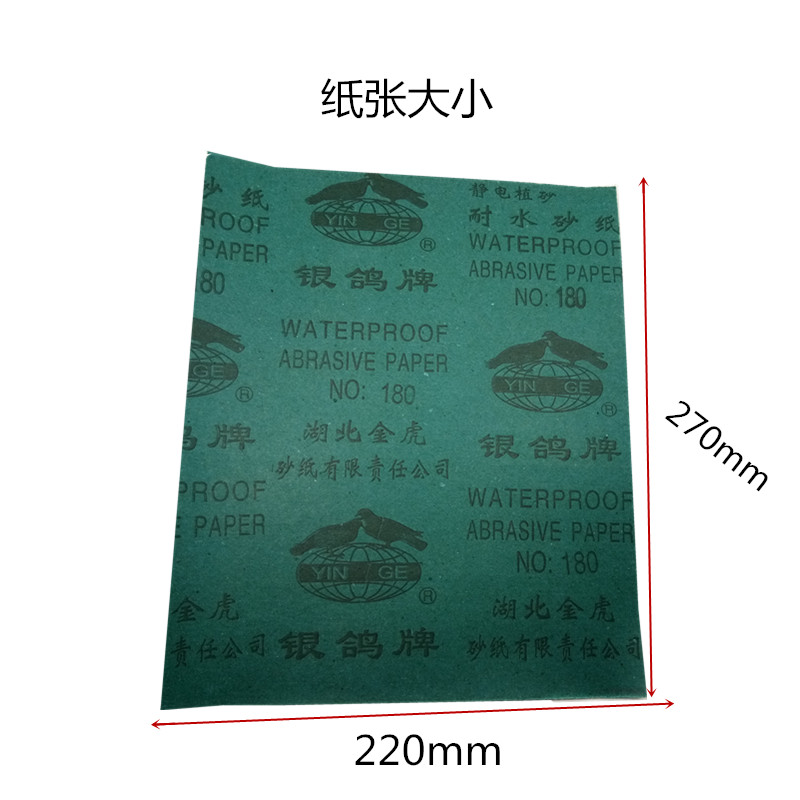 纸张大小
砂纸
PROOF
PAPER
80
YIN GE
®
银鸽牌
静电植砂
耐水砂纸
WATERPROOF
ABRASIVE PAPER
NO: 180
YIN GE
®
鸽牌
PROOF
PAPER
WATERPROOF
ABRASIVE PAPER
NO: 180
湖北金虎
砂纸有限责任公司
YIN GE
®
银鸽牌
WATERPROOF
ABRASIVE PAPER
NO: 180
金虎
责任公司
YIN GE
®
银鸽牌
湖北金虎
砂纸有限责任公司
270mm
220mm